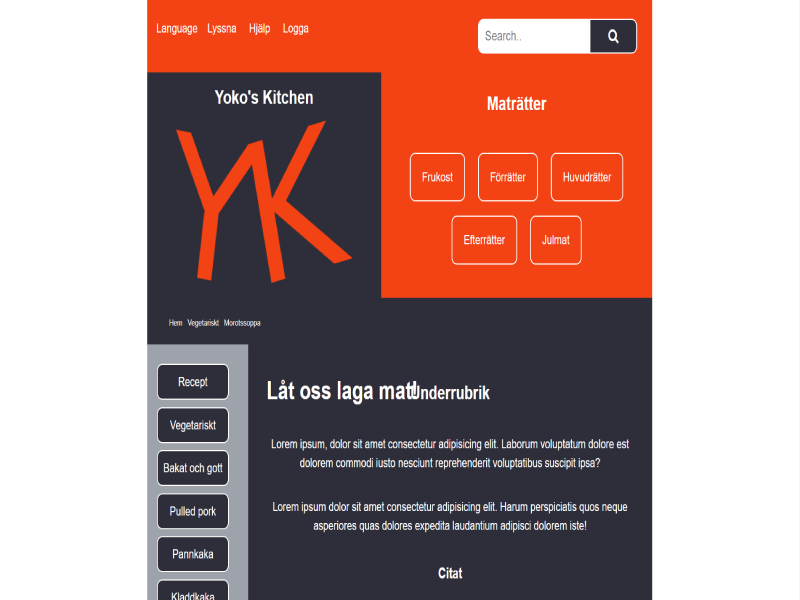 Language Lyssna Hjälp Logga
Search..
Yoko's Kitchen
YK
Maträtter
Frukost Förrätter Huvudrätter
Efterrätter Julmat
Hem Vegetariskt Morotssoppa
Recept
Vegetariskt
Bakat och gott
Pulled pork
Pannkaka
Kladdkaka
Låt oss laga mat!
Underrubrik
Lorem ipsum, dolor sit amet consectetur adipisicing elit. Laborum voluptatum dolore est
dolorem commodi iusto nesciunt reprehenderit voluptatibus suscipit ipsa?
Lorem ipsum dolor sit amet consectetur adipisicing elit. Harum perspiciatis quos neque
asperiores quas dolores expedita laudantium adipisci dolorem iste!
Citat